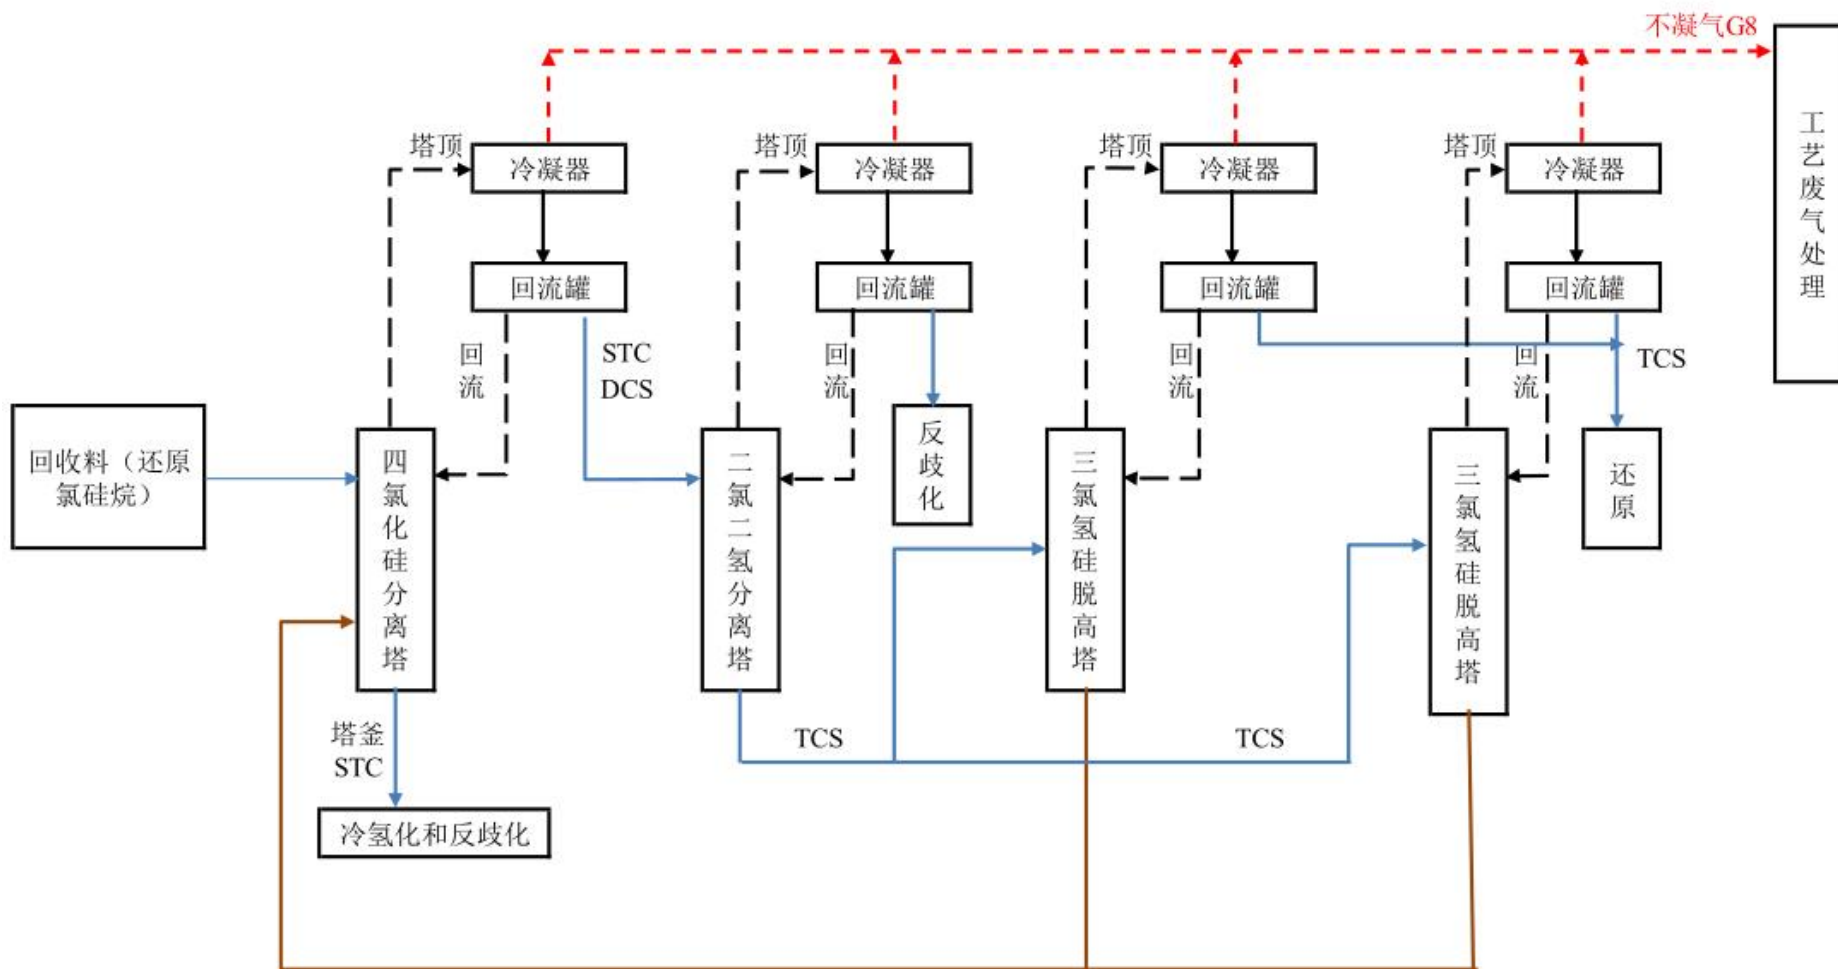 不凝气G8
工艺废气处理
塔顶
冷凝器
塔顶
冷凝器
塔顶
冷凝器
塔顶
冷凝器
回流罐
回流罐
回流罐
回流罐
回流
STC
DCS
回流
回流
回流
TCS
回收料（还原
氯硅烷）
四氯化硅分离塔
二氯二氢分离塔
反歧化
三氯氢硅脱高塔
三氯氢硅脱高塔
还原
塔釜
STC
TCS
TCS
冷氢化和反歧化